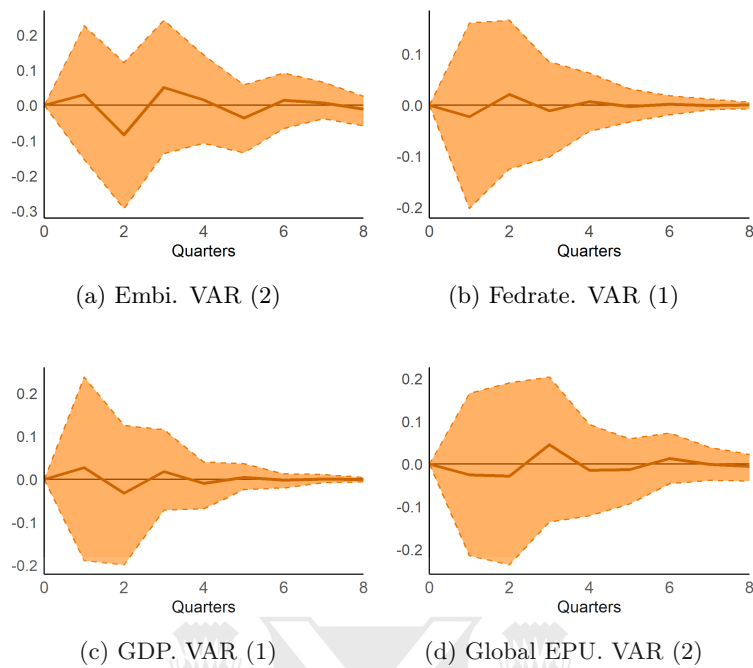 0.2
0.1
0.0
-0.1
-0.2
-0.3
0 2 4 6 8
Quarters
(a) Embi. VAR (2)
0.1
0.0
-0.1
-0.2
0 2 4 6 8
Quarters
(b) Fedrate. VAR (1)
0.2
0.1
0.0
-0.1
-0.2
0 2 4 6 8
Quarters
(c) GDP. VAR (1)
0.2
0.1
0.0
-0.1
-0.2
0 2 4 6 8
Quarters
(d) Global EPU. VAR (2)